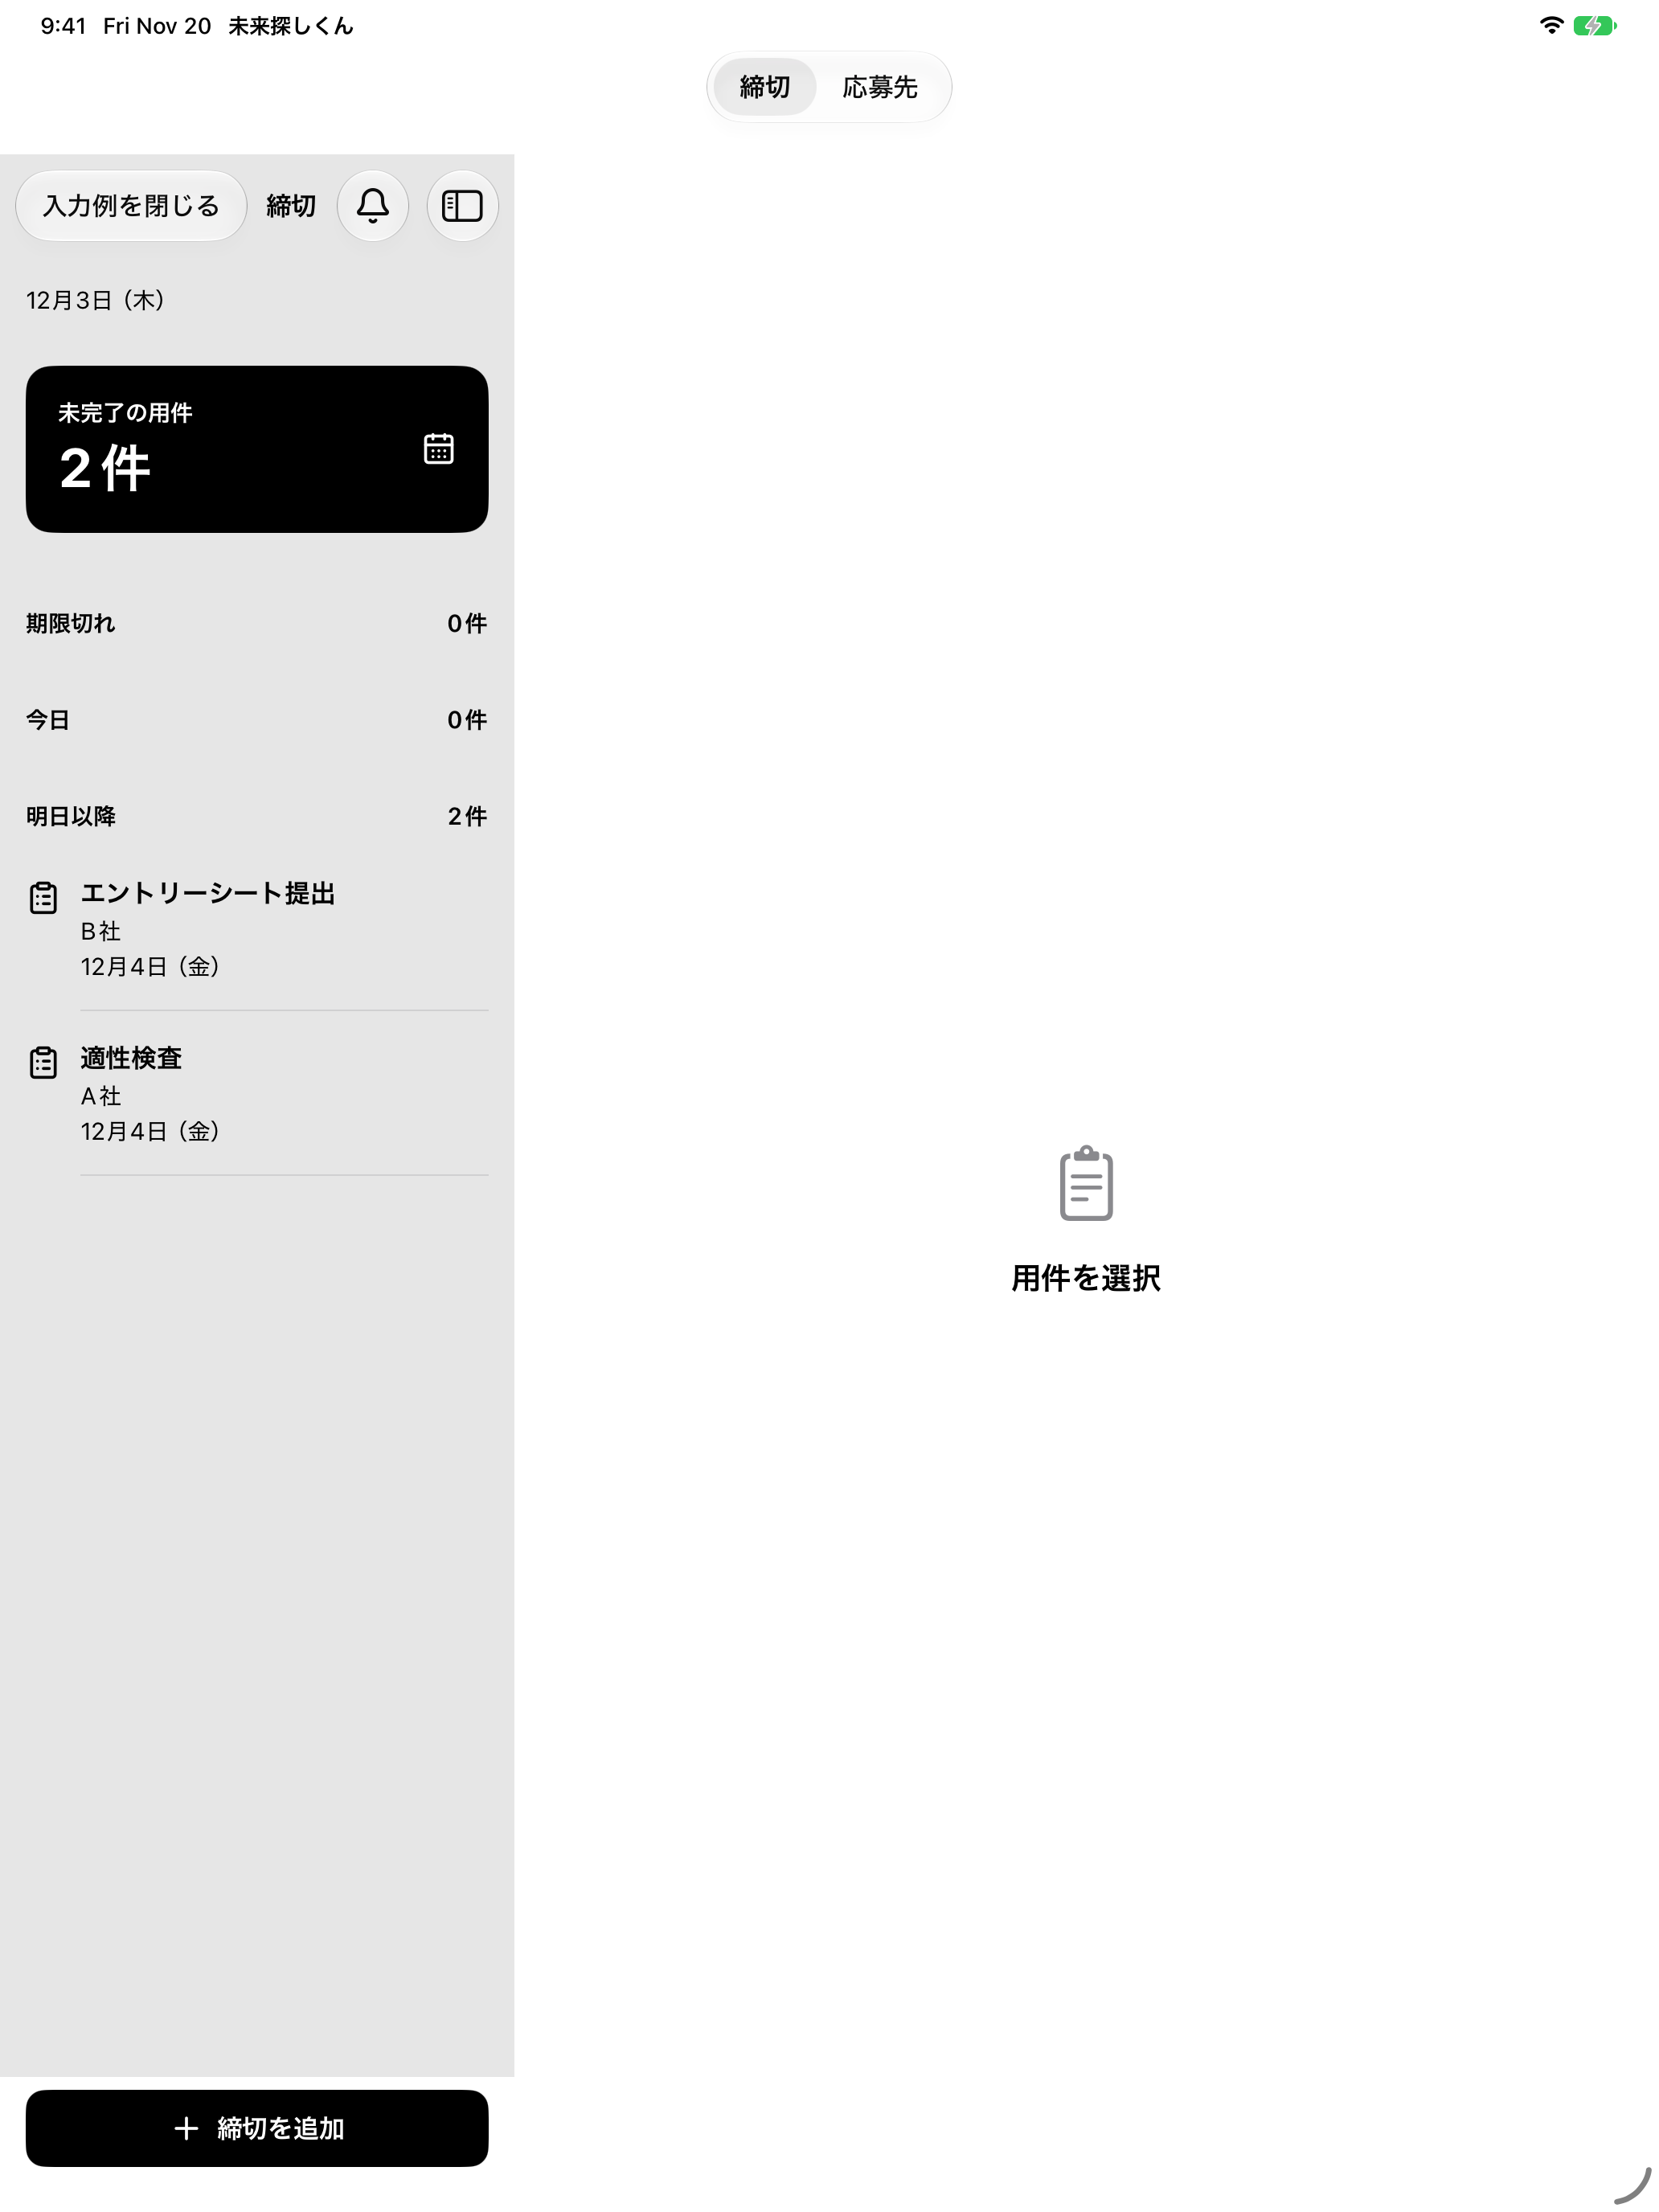 9:41 Fri Nov 20 未来探しくん
締切 応募先
入力例を閉じる 締切
12月3日（木）
未完了の用件
2件
期限切れ 0件
今日 0件
明日以降 2件
エントリーシート提出
B社
12月4日（金）
適性検査
A社
12月4日（金）
用件を選択
締切を追加